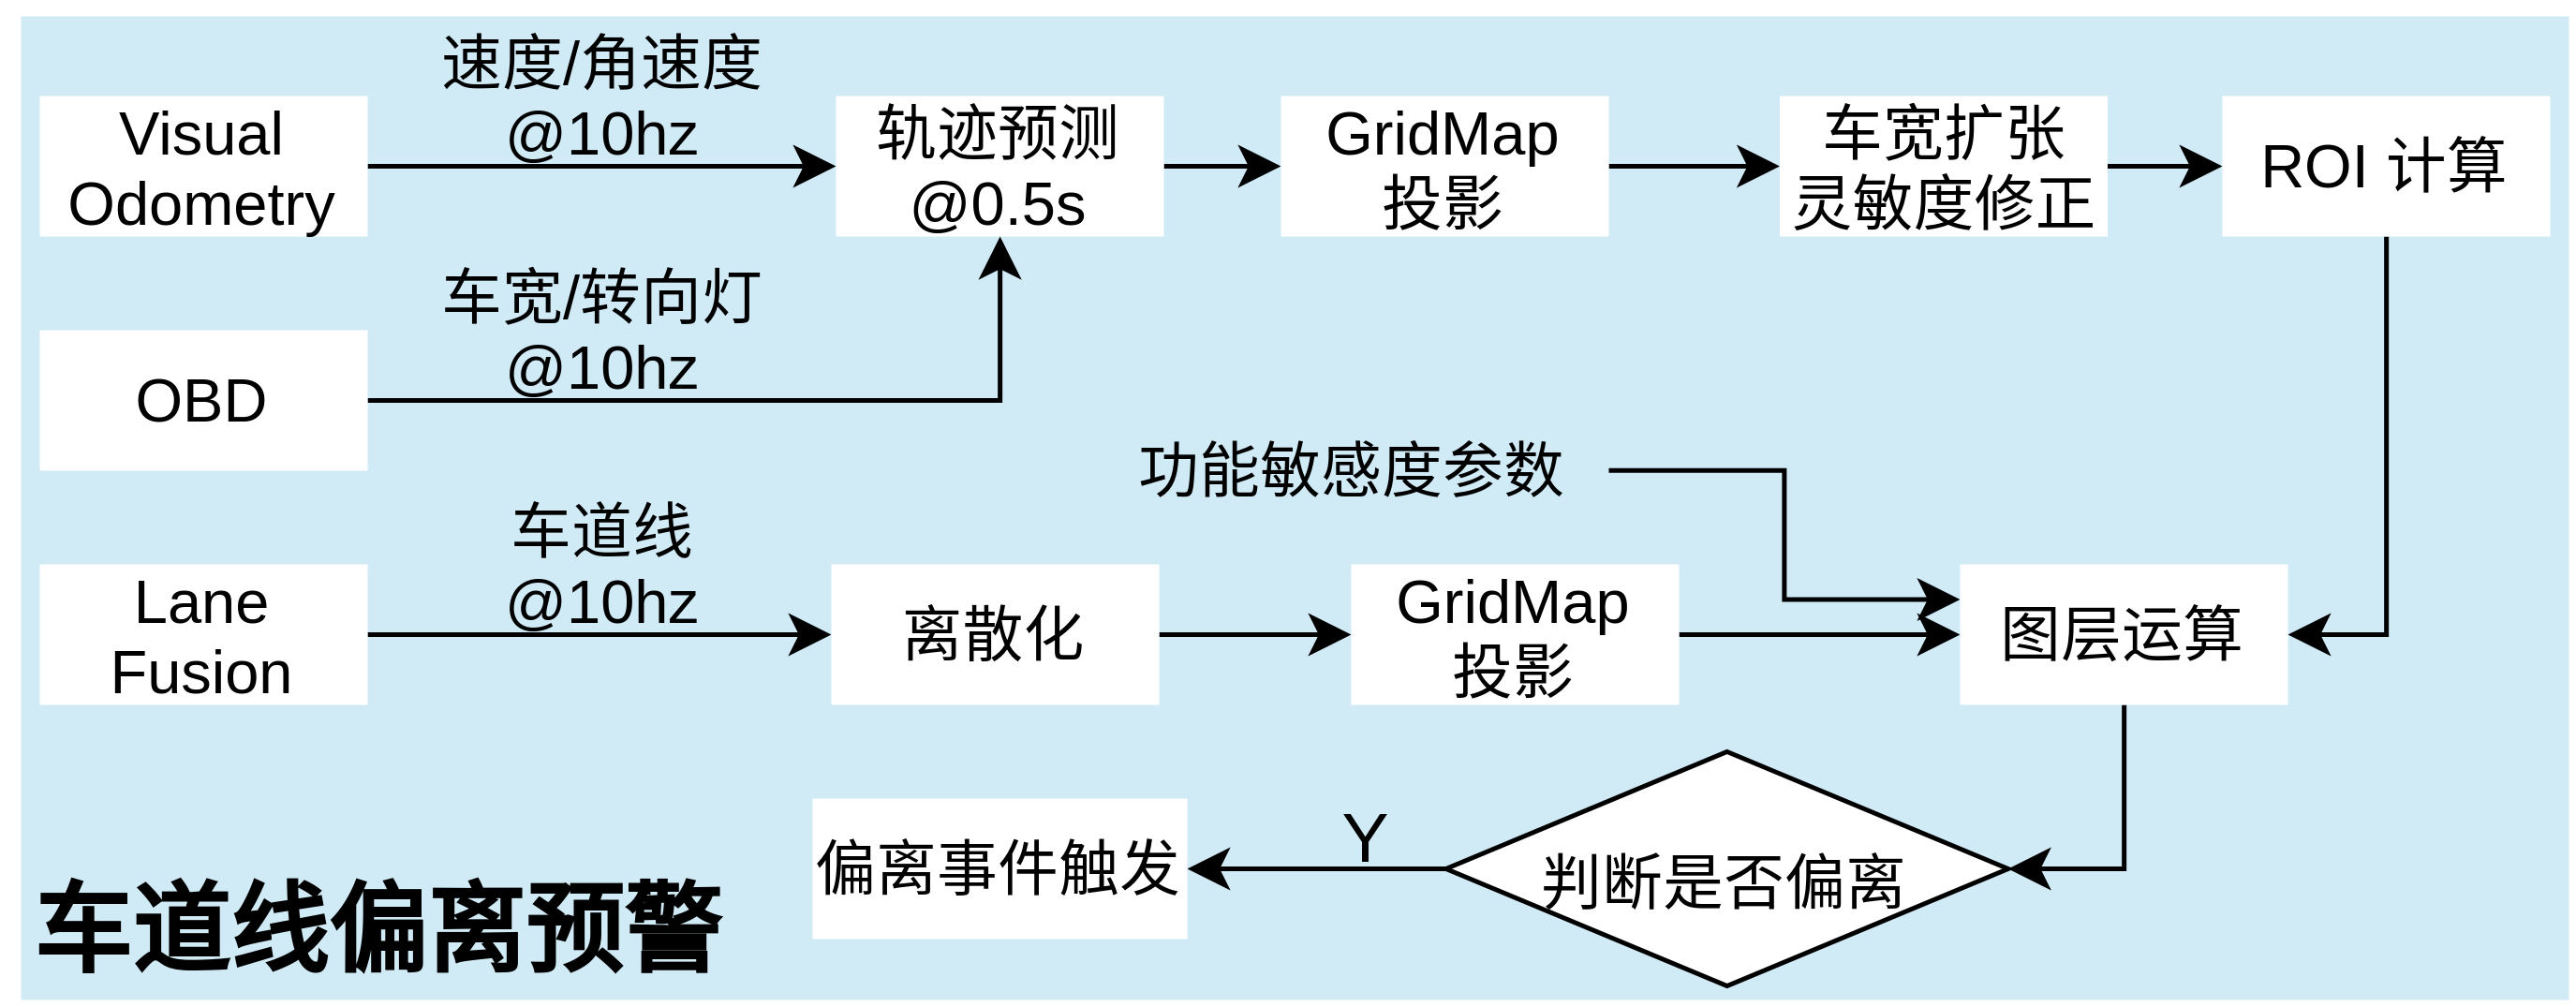 速度/角速度
@10hz
Visual
Odometry
轨迹预测
@0.5s
GridMap
投影
车宽扩张
灵敏度修正
ROI 计算
车宽/转向灯
@10hz
OBD
功能敏感度参数
车道线
@10hz
Lane
Fusion
离散化
GridMap
投影
图层运算
偏离事件触发
Y
判断是否偏离
车道线偏离预警